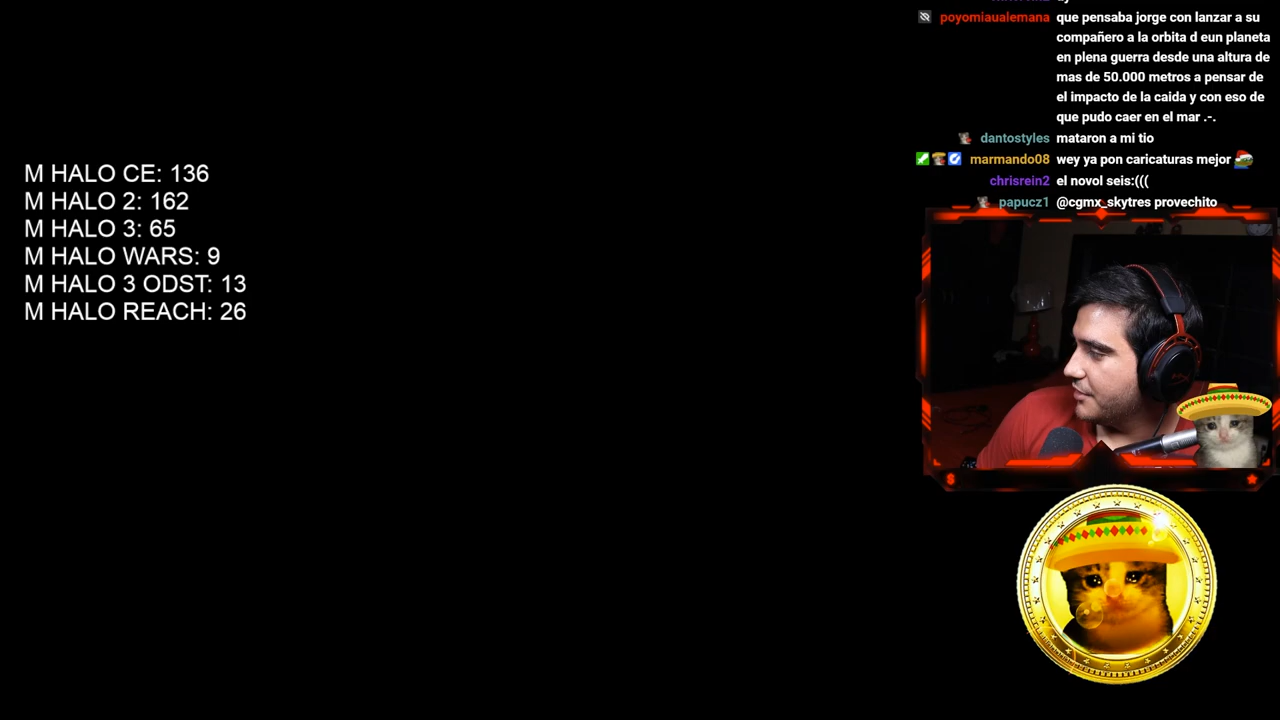 M HALO CE: 136
M HALO 2: 162
M HALO 3: 65
M HALO WARS: 9
M HALO 3 ODST: 13
M HALO REACH: 26
poyomiaualemana que pensaba jorge con lanzar a su
compañero a la orbita d eun planeta
en plena guerra desde una altura de
mas de 50.000 metros a pensar de
el impacto de la caida y con eso de
que pudo caer en el mar .-.
dantostyles mataron a mi tio
marmando08 wey ya pon caricaturas mejor
chrisrein2 el novol seis:(((
papucz1 @cgmx_skytres provechito